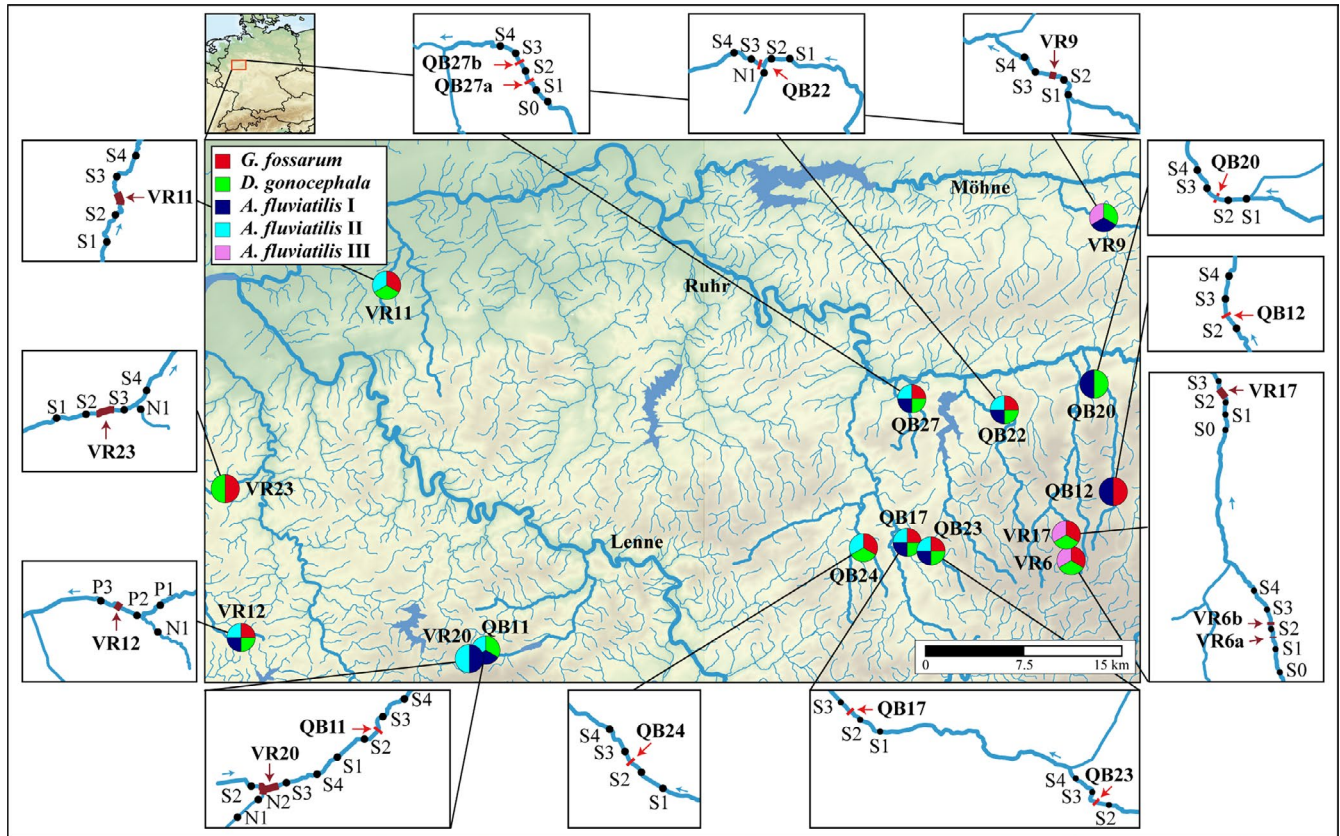 S4
S3
QB27b
S2
QB27a
S1
S0
S4
S3
S2
S1
N1
QB22
VR9
S4
S3
S2
S1
S4
S3
VR11
S2
S1
G. fossarum
D. gonocephala
A. fluviatilis I
A. fluviatilis II
A. fluviatilis III
Möhne
VR9
Ruhr
VR11
QB20
S4
S3
S2
S1
S4
S3
QB12
S2
S4
S1
S2
S3
N1
VR23
QB27
QB22
QB20
QB12
VR23
VR17
VR6
QB17
QB23
QB24
Lenne
S3
VR17
S2
S1
S0
S4
S3
VR6b
S2
VR6a
S1
S0
P3
P2
P1
N1
VR12
VR12
VR20
QB11
0
7.5
15 km
S4
QB11
S3
S2
VR20
S1
S4
S3
S2
N2
N1
QB24
S4
S3
S2
S1
S3
QB17
S2
S1
S4
QB23
S3
S2